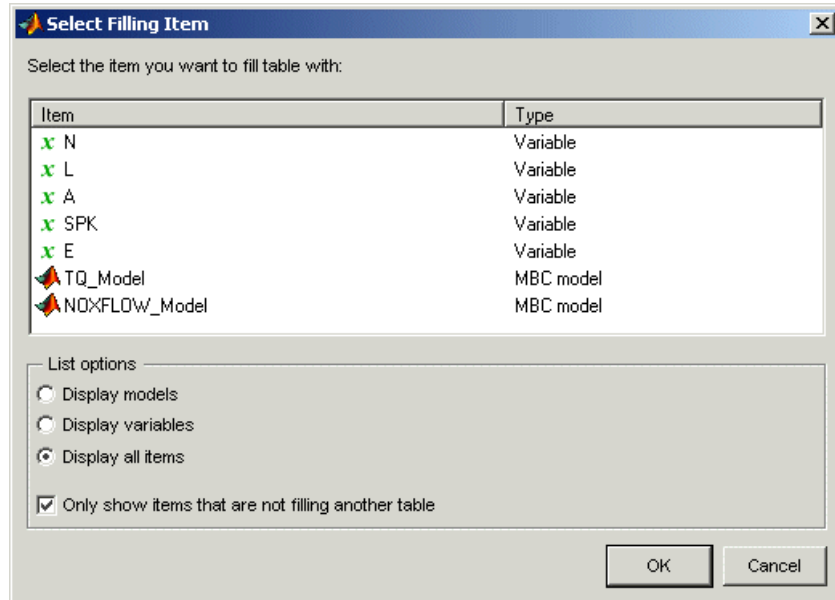 Select Filling Item
Select the item you want to fill table with:
Item Type
x N Variable
x L Variable
x A Variable
x SPK Variable
x E Variable
TQ_Model MBC model
NOXFLOW_Model MBC model
List options
Display models
Display variables
Display all items
Only show items that are not filling another table
OK Cancel